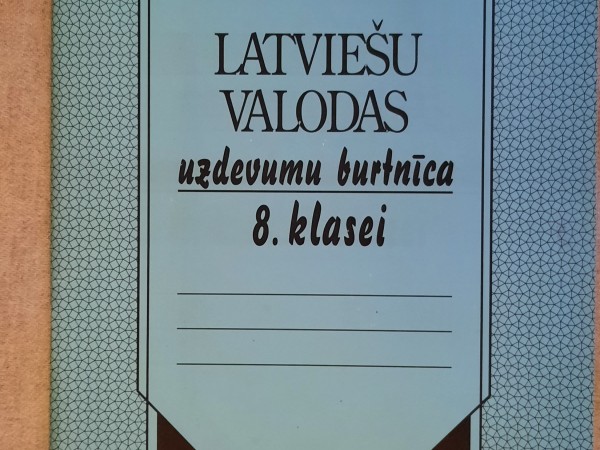 LATVIEŠU
VALODAS
uzdevumu burtnīca
8. klasei